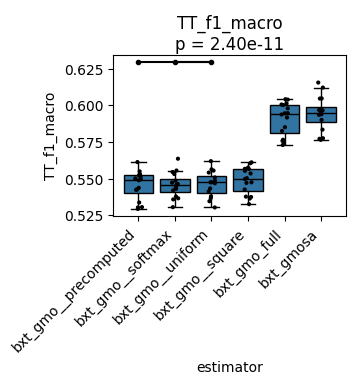 TT_f1_macro
p = 2.40e-11
TT_f1_macro
0.625
0.600
0.575
0.550
0.525
bxt_gmo__precomputed
bxt_gmo__softmax
bxt_gmo__uniform
bxt_gmo__square
bxt_gmo_full
bxt_gmosa
estimator